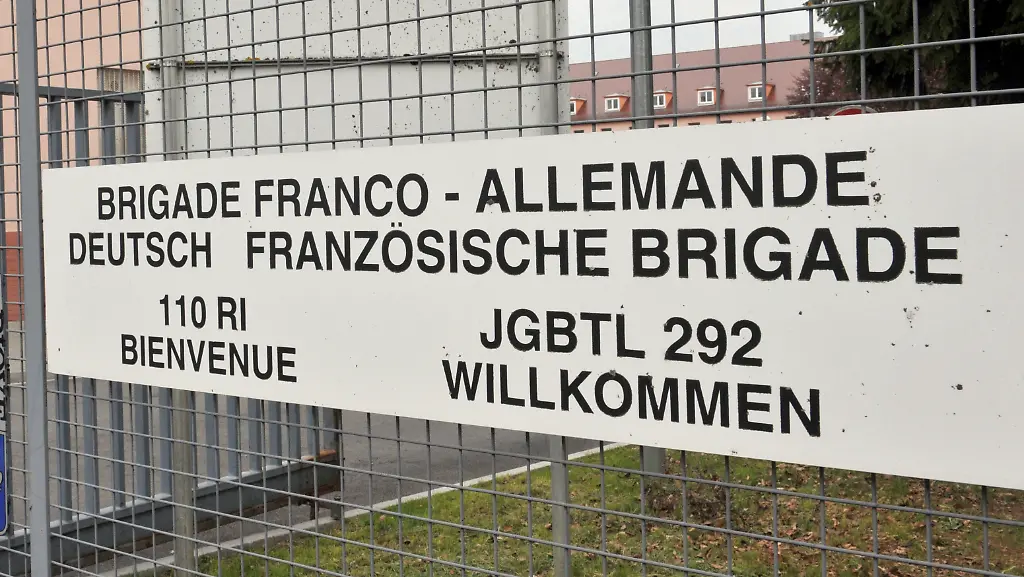 BRIGADE FRANCO - ALLEMANDE
DEUTSCH FRANZÖSISCHE BRIGADE
110 RI
BIENVENUE
JGBTL 292
WILLKOMMEN